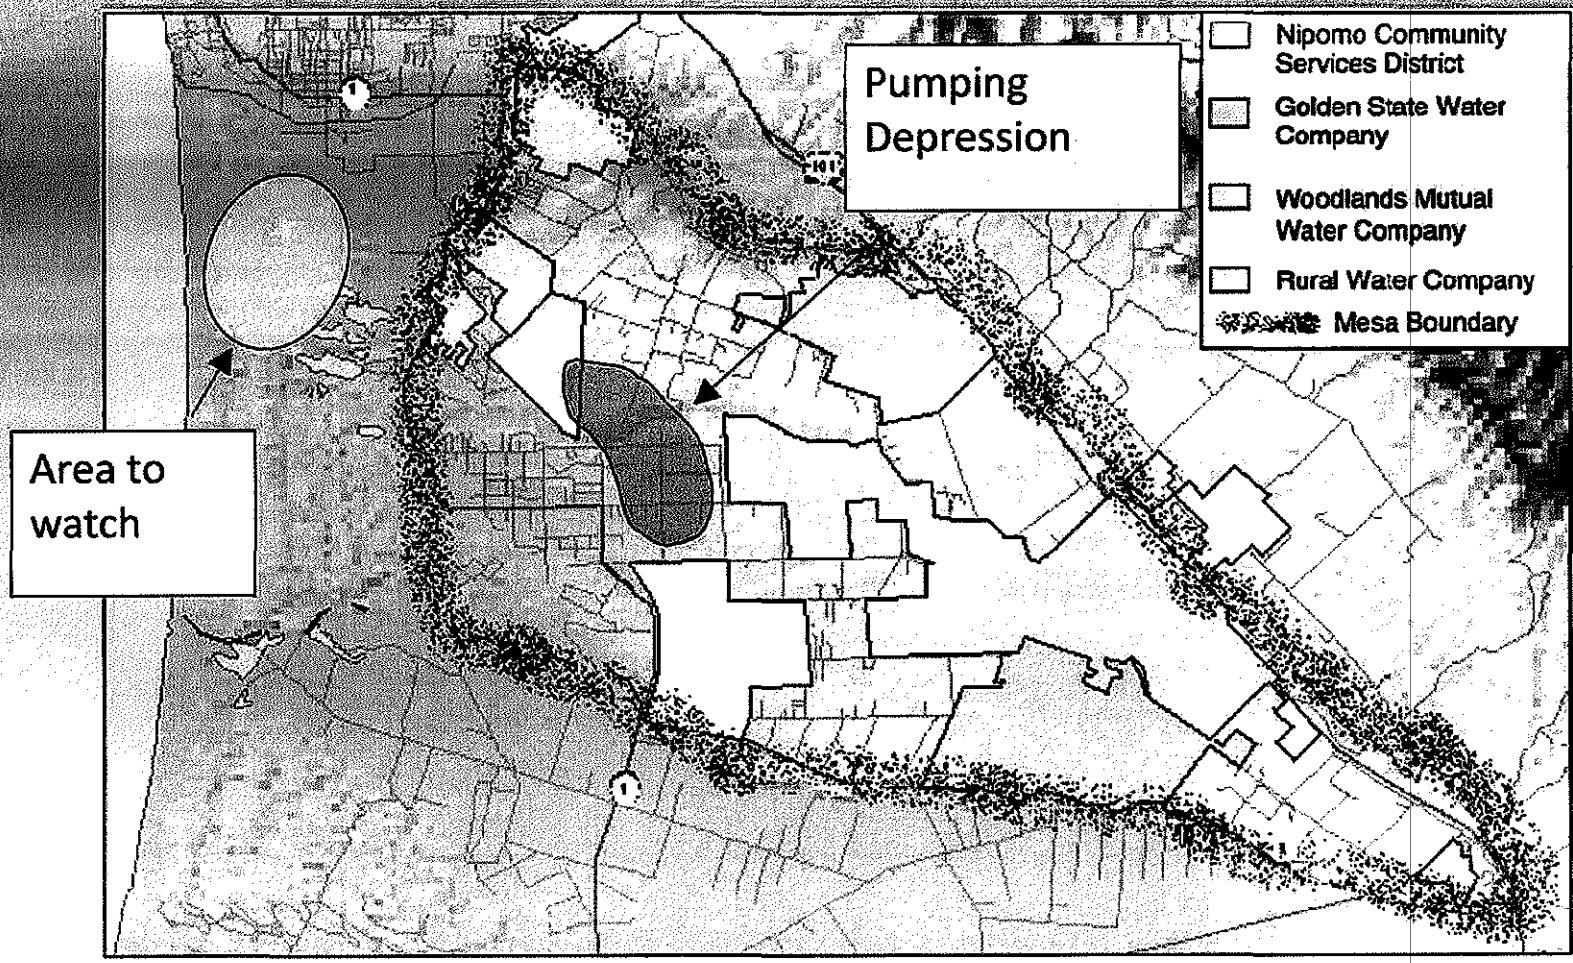 Nipomo Community
Services District
Golden State Water
Company
Woodlands Mutual
Water Company
Rural Water Company
Mesa Boundary
Pumping
Depression
Area to
watch
1
101
1